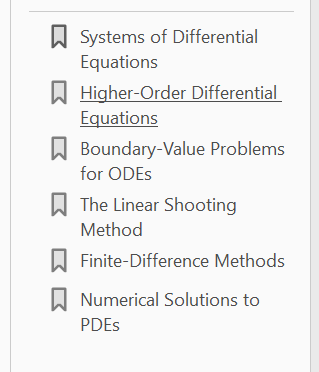 Systems of Differential
Equations
Higher-Order Differential
Equations
Boundary-Value Problems
for ODEs
The Linear Shooting
Method
Finite-Difference Methods
Numerical Solutions to
PDEs